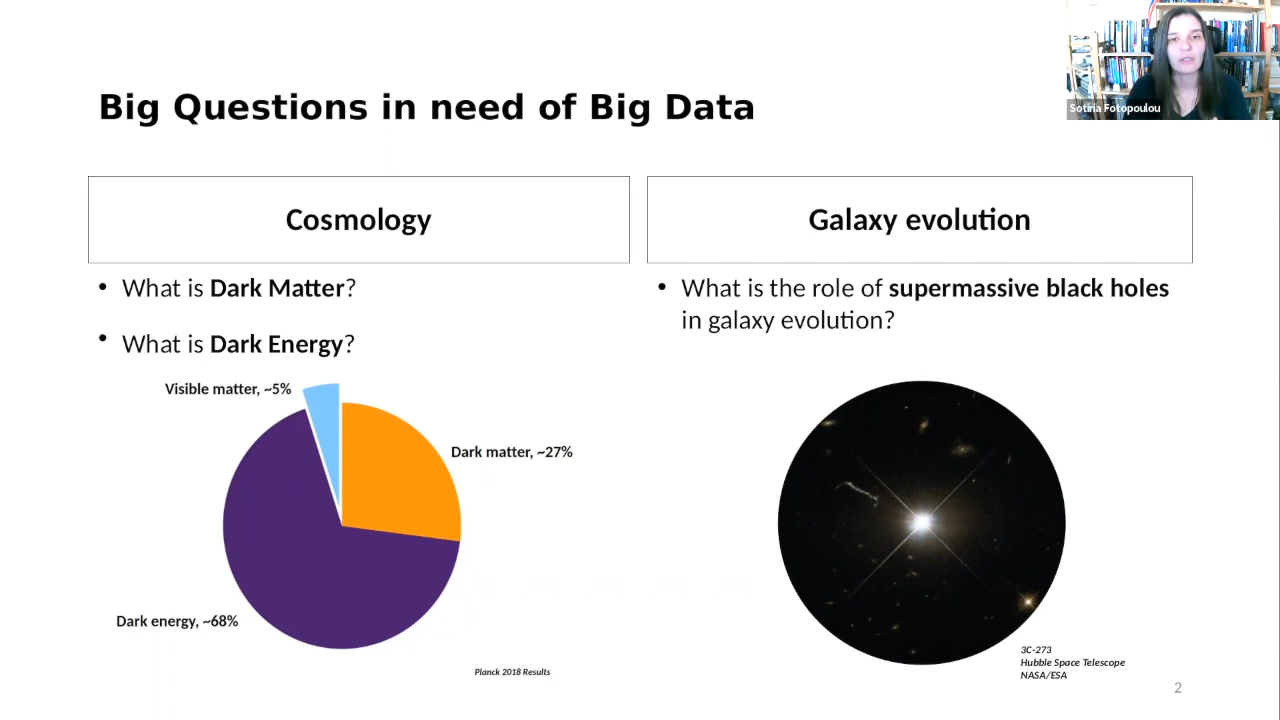 Sotiria Fotopoulou
Big Questions in need of Big Data
Cosmology
• What is Dark Matter?
• What is Dark Energy?
Visible matter, ~5%
Dark matter, ~27%
Dark energy, ~68%
Planck 2018 Results
Galaxy evolution
• What is the role of supermassive black holes
in galaxy evolution?
3C-273
Hubble Space Telescope
NASA/ESA
2